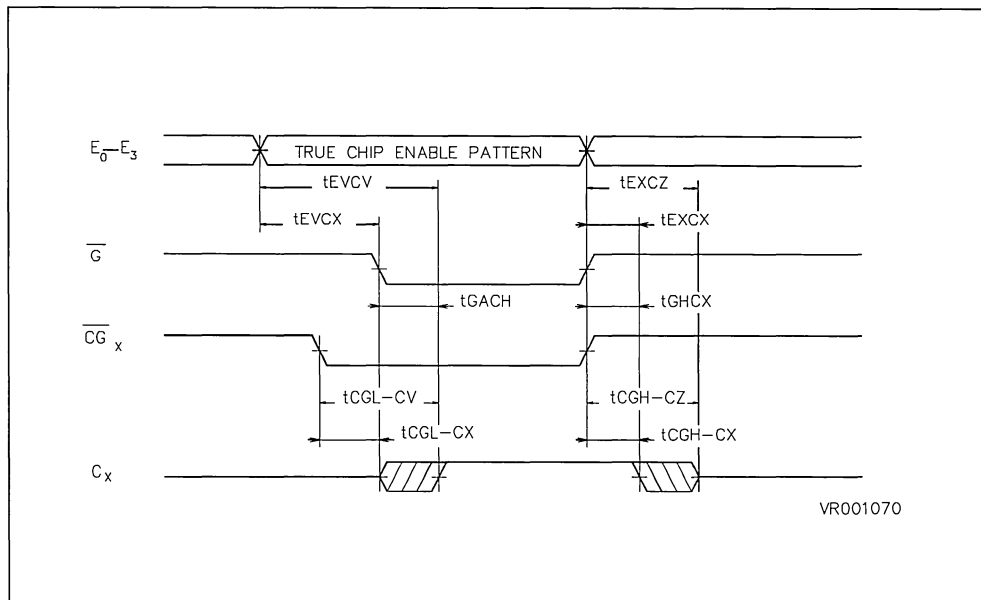 E₀—E₃ TRUE CHIP ENABLE PATTERN
tEVCV tEXCZ
tEVCX tEXCX
G̅
tGACH tGHCX
C̅G̅ₓ
tCGL-CV tCGH-CZ
tCGL-CX tCGH-CX
Cₓ
VR001070